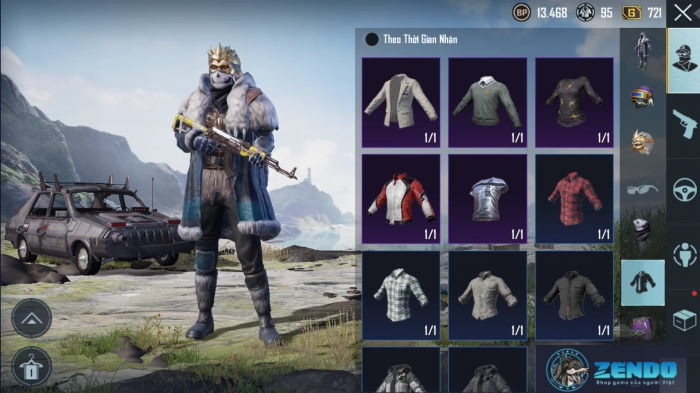 BP 13.468 95 G 721
Theo Thời Gian Nhận
1/1 1/1 1/1
1/1 1/1 1/1
1/1 1/1 1/1
ZENDO
Shop game của người Việt